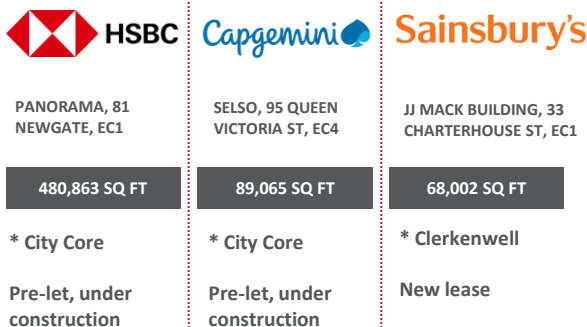 HSBC
PANORAMA, 81
NEWGATE, EC1
480,863 SQ FT
* City Core
Pre-let, under
construction
Capgemini
SELSO, 95 QUEEN
VICTORIA ST, EC4
89,065 SQ FT
* City Core
Pre-let, under
construction
Sainsbury's
JJ MACK BUILDING, 33
CHARTERHOUSE ST, EC1
68,002 SQ FT
* Clerkenwell
New lease